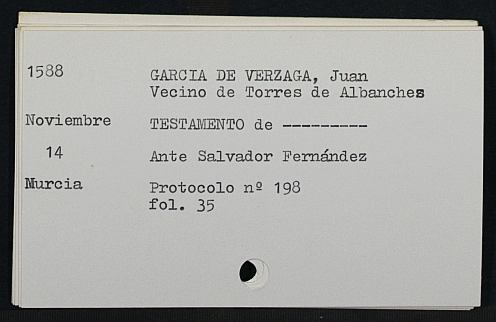 1588 GARCIA DE VERZAGA, Juan
Vecino de Torres de Albanches
Noviembre TESTAMENTO de ---------
14 Ante Salvador Fernández
Murcia Protocolo nº 198
fol. 35